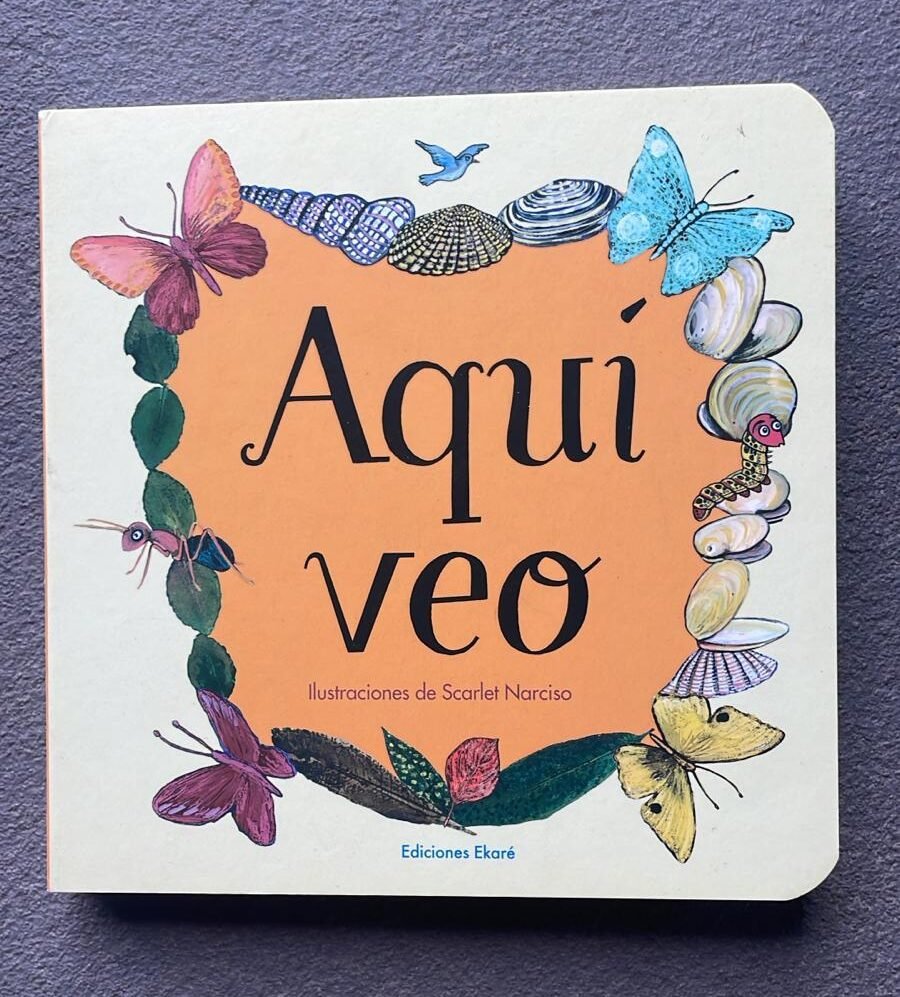 Aquí
veo
Ilustraciones de Scarlet Narciso
Ediciones Ekaré